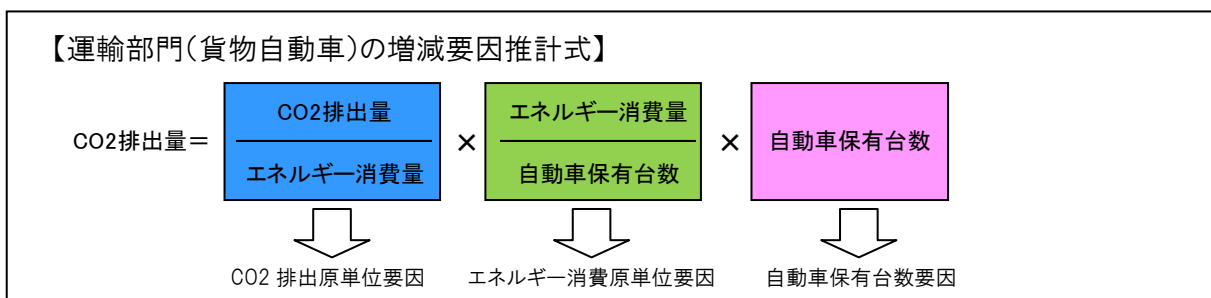 【運輸部門(貨物自動車)の増減要因推計式】
CO2排出量＝ CO2排出量 / エネルギー消費量 × エネルギー消費量 / 自動車保有台数 × 自動車保有台数
CO2 排出原単位要因 エネルギー消費原単位要因 自動車保有台数要因